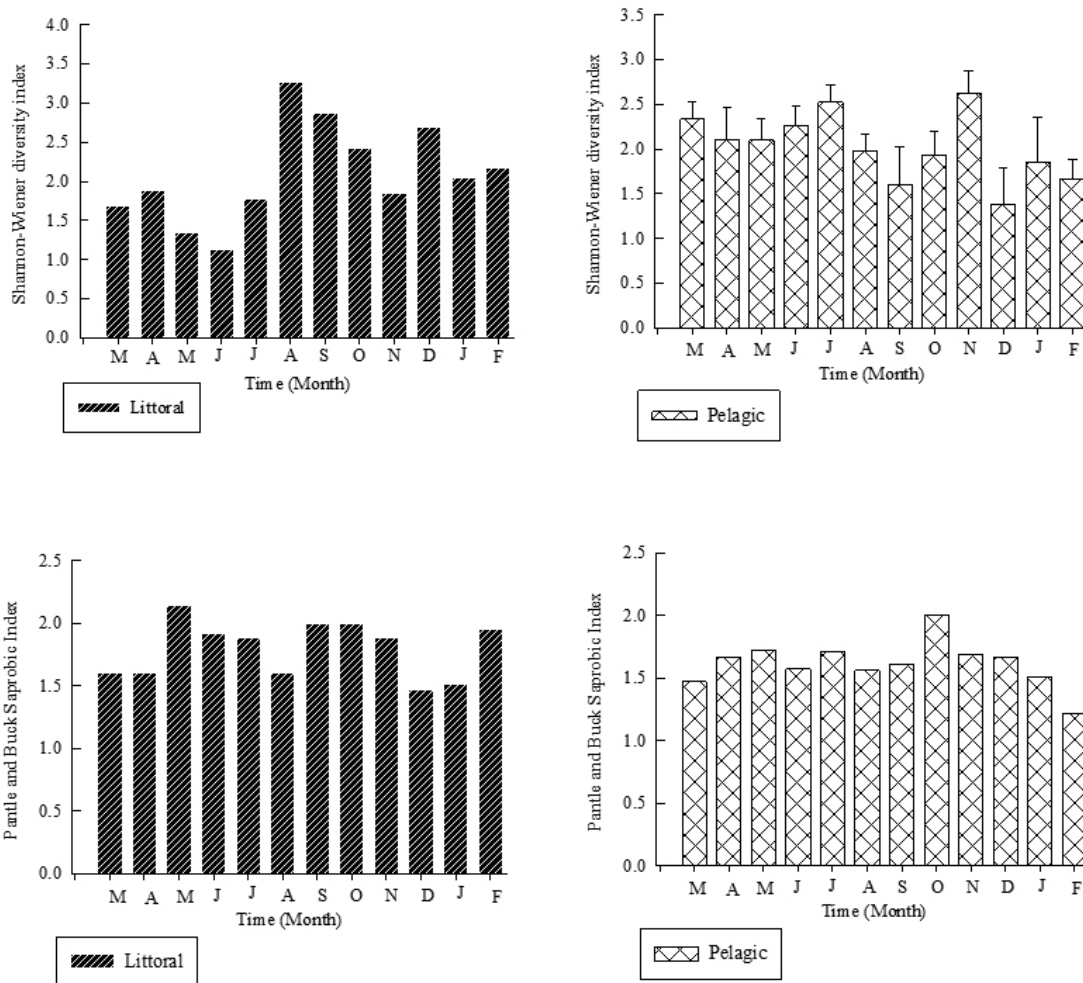 Shannon-Wiener diversity index
4.0
3.5
3.0
2.5
2.0
1.5
1.0
0.5
0.0
M A M J J A S O N D J F
Time (Month)
Littoral
Shannon-Wiener diversity index
3.5
3.0
2.5
2.0
1.5
1.0
0.5
0.0
M A M J J A S O N D J F
Time (Month)
Pelagic
Pantle and Buck Saprobic Index
2.5
2.0
1.5
1.0
0.5
0.0
M A M J J A S O N D J F
Time (Month)
Littoral
Pantle and Buck Saprobic Index
2.5
2.0
1.5
1.0
0.5
0.0
M A M J J A S O N D J F
Time (Month)
Pelagic